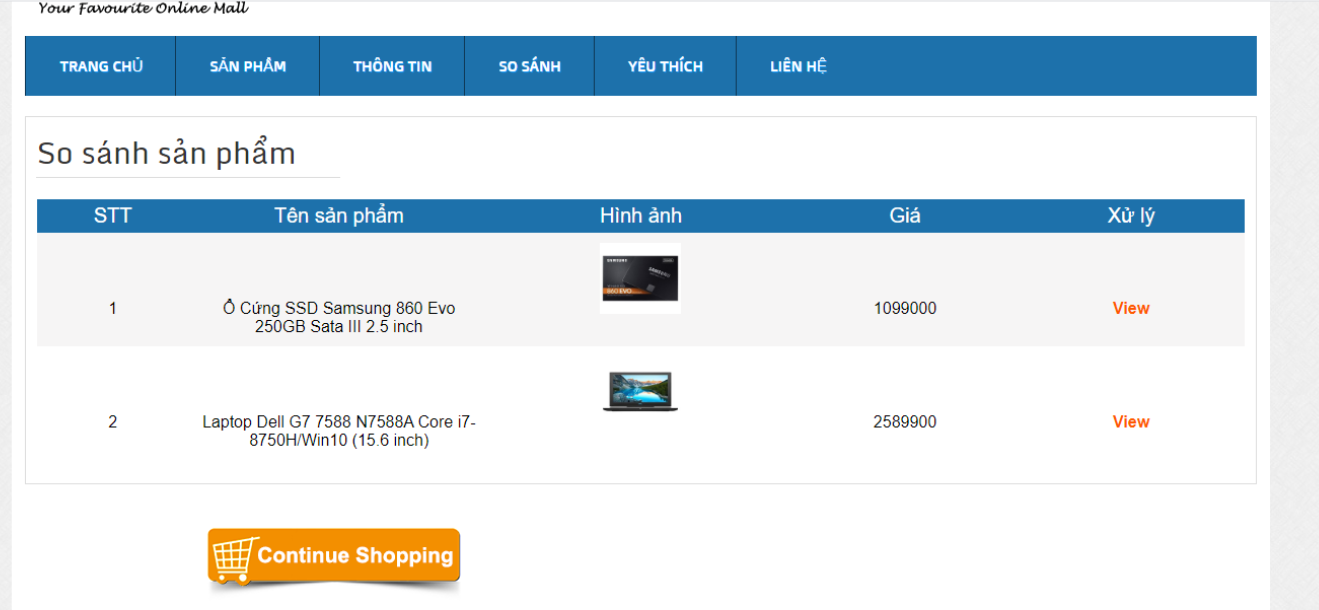 Your Favourite Online Mall
TRANG CHỦ SẢN PHẨM THÔNG TIN SO SÁNH YÊU THÍCH LIÊN HỆ
So sánh sản phẩm
STT Tên sản phẩm Hình ảnh Giá Xử lý
SAMSUNG
860 EVO
1 Ổ Cứng SSD Samsung 860 Evo 1099000 View
250GB Sata III 2.5 inch
2 Laptop Dell G7 7588 N7588A Core i7- 2589900 View
8750H/Win10 (15.6 inch)
Continue Shopping